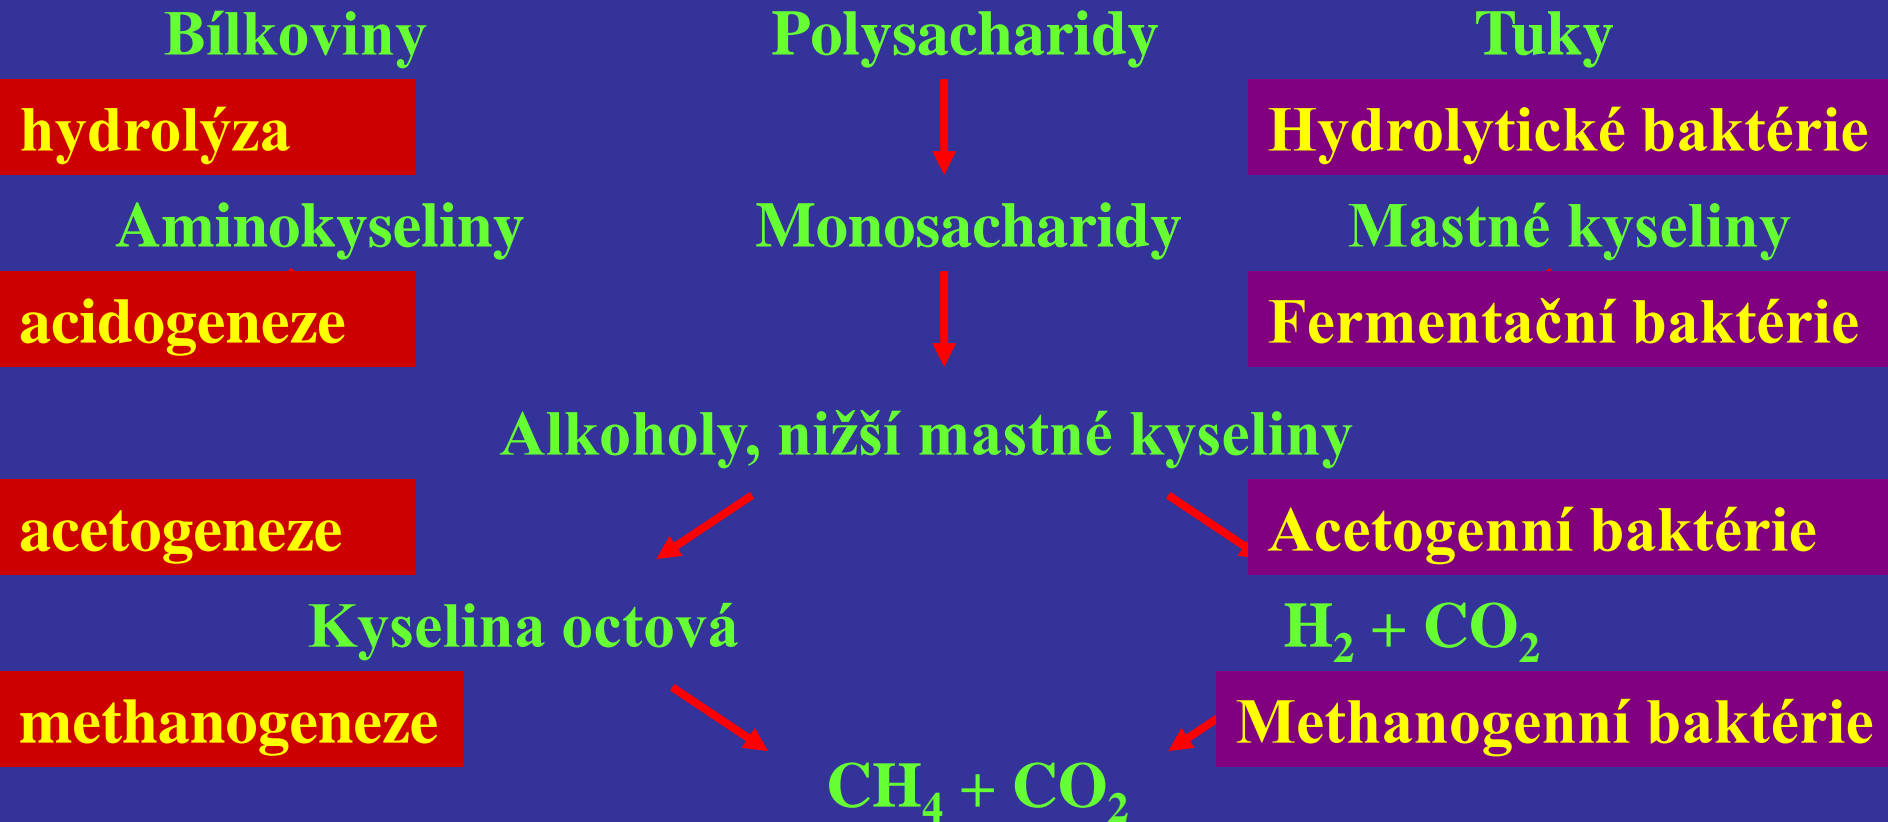 Bílkoviny Polysacharidy Tuky
hydrolýza Hydrolytické baktérie
Aminokyseliny Monosacharidy Mastné kyseliny
acidogeneze Fermentační baktérie
Alkoholy, nižší mastné kyseliny
acetogeneze Acetogenní baktérie
Kyselina octová H₂ + CO₂
methanogeneze Methanogenní baktérie
CH₄ + CO₂